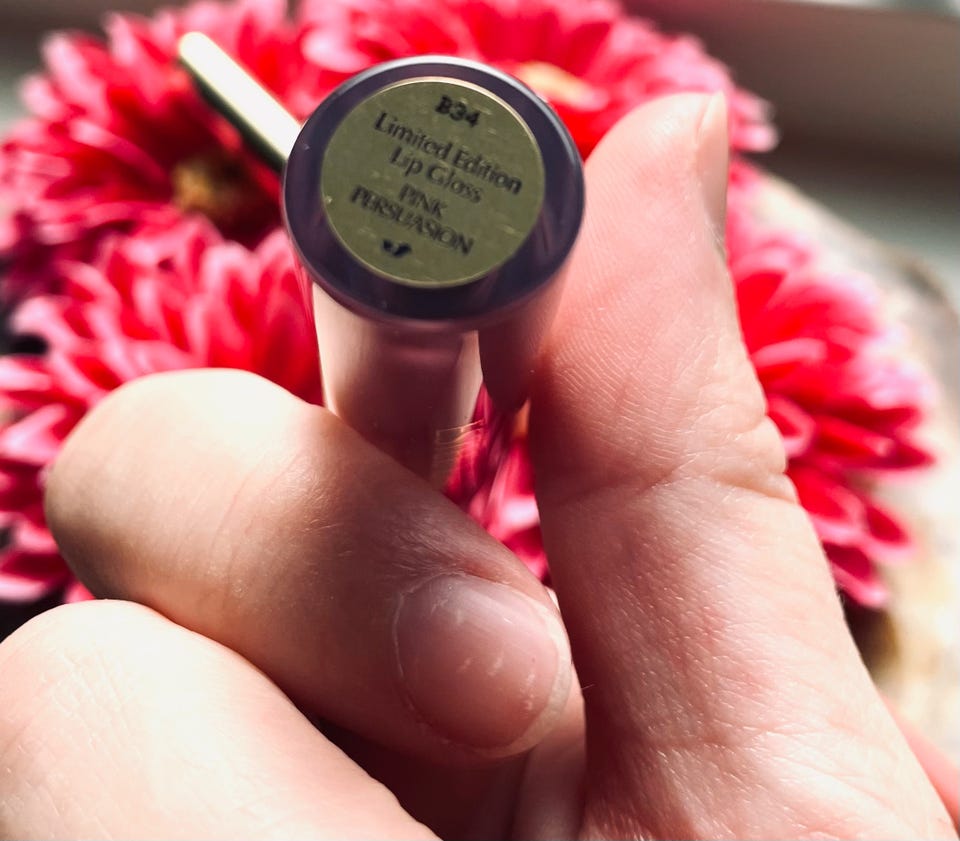 B34
Limited Edition
Lip Gloss
PINK
PERSUASION